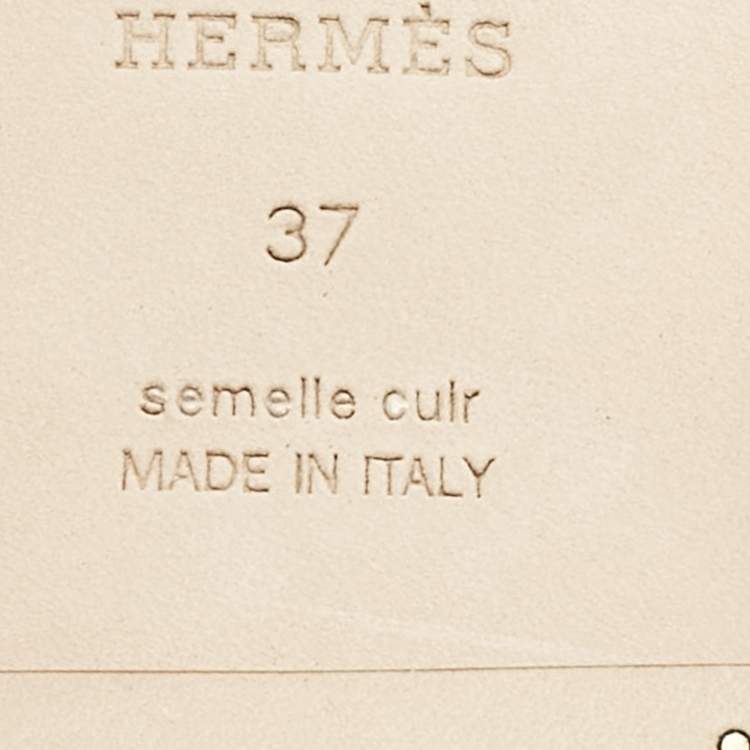 HERMÈS
37
semelle cuir
MADE IN ITALY